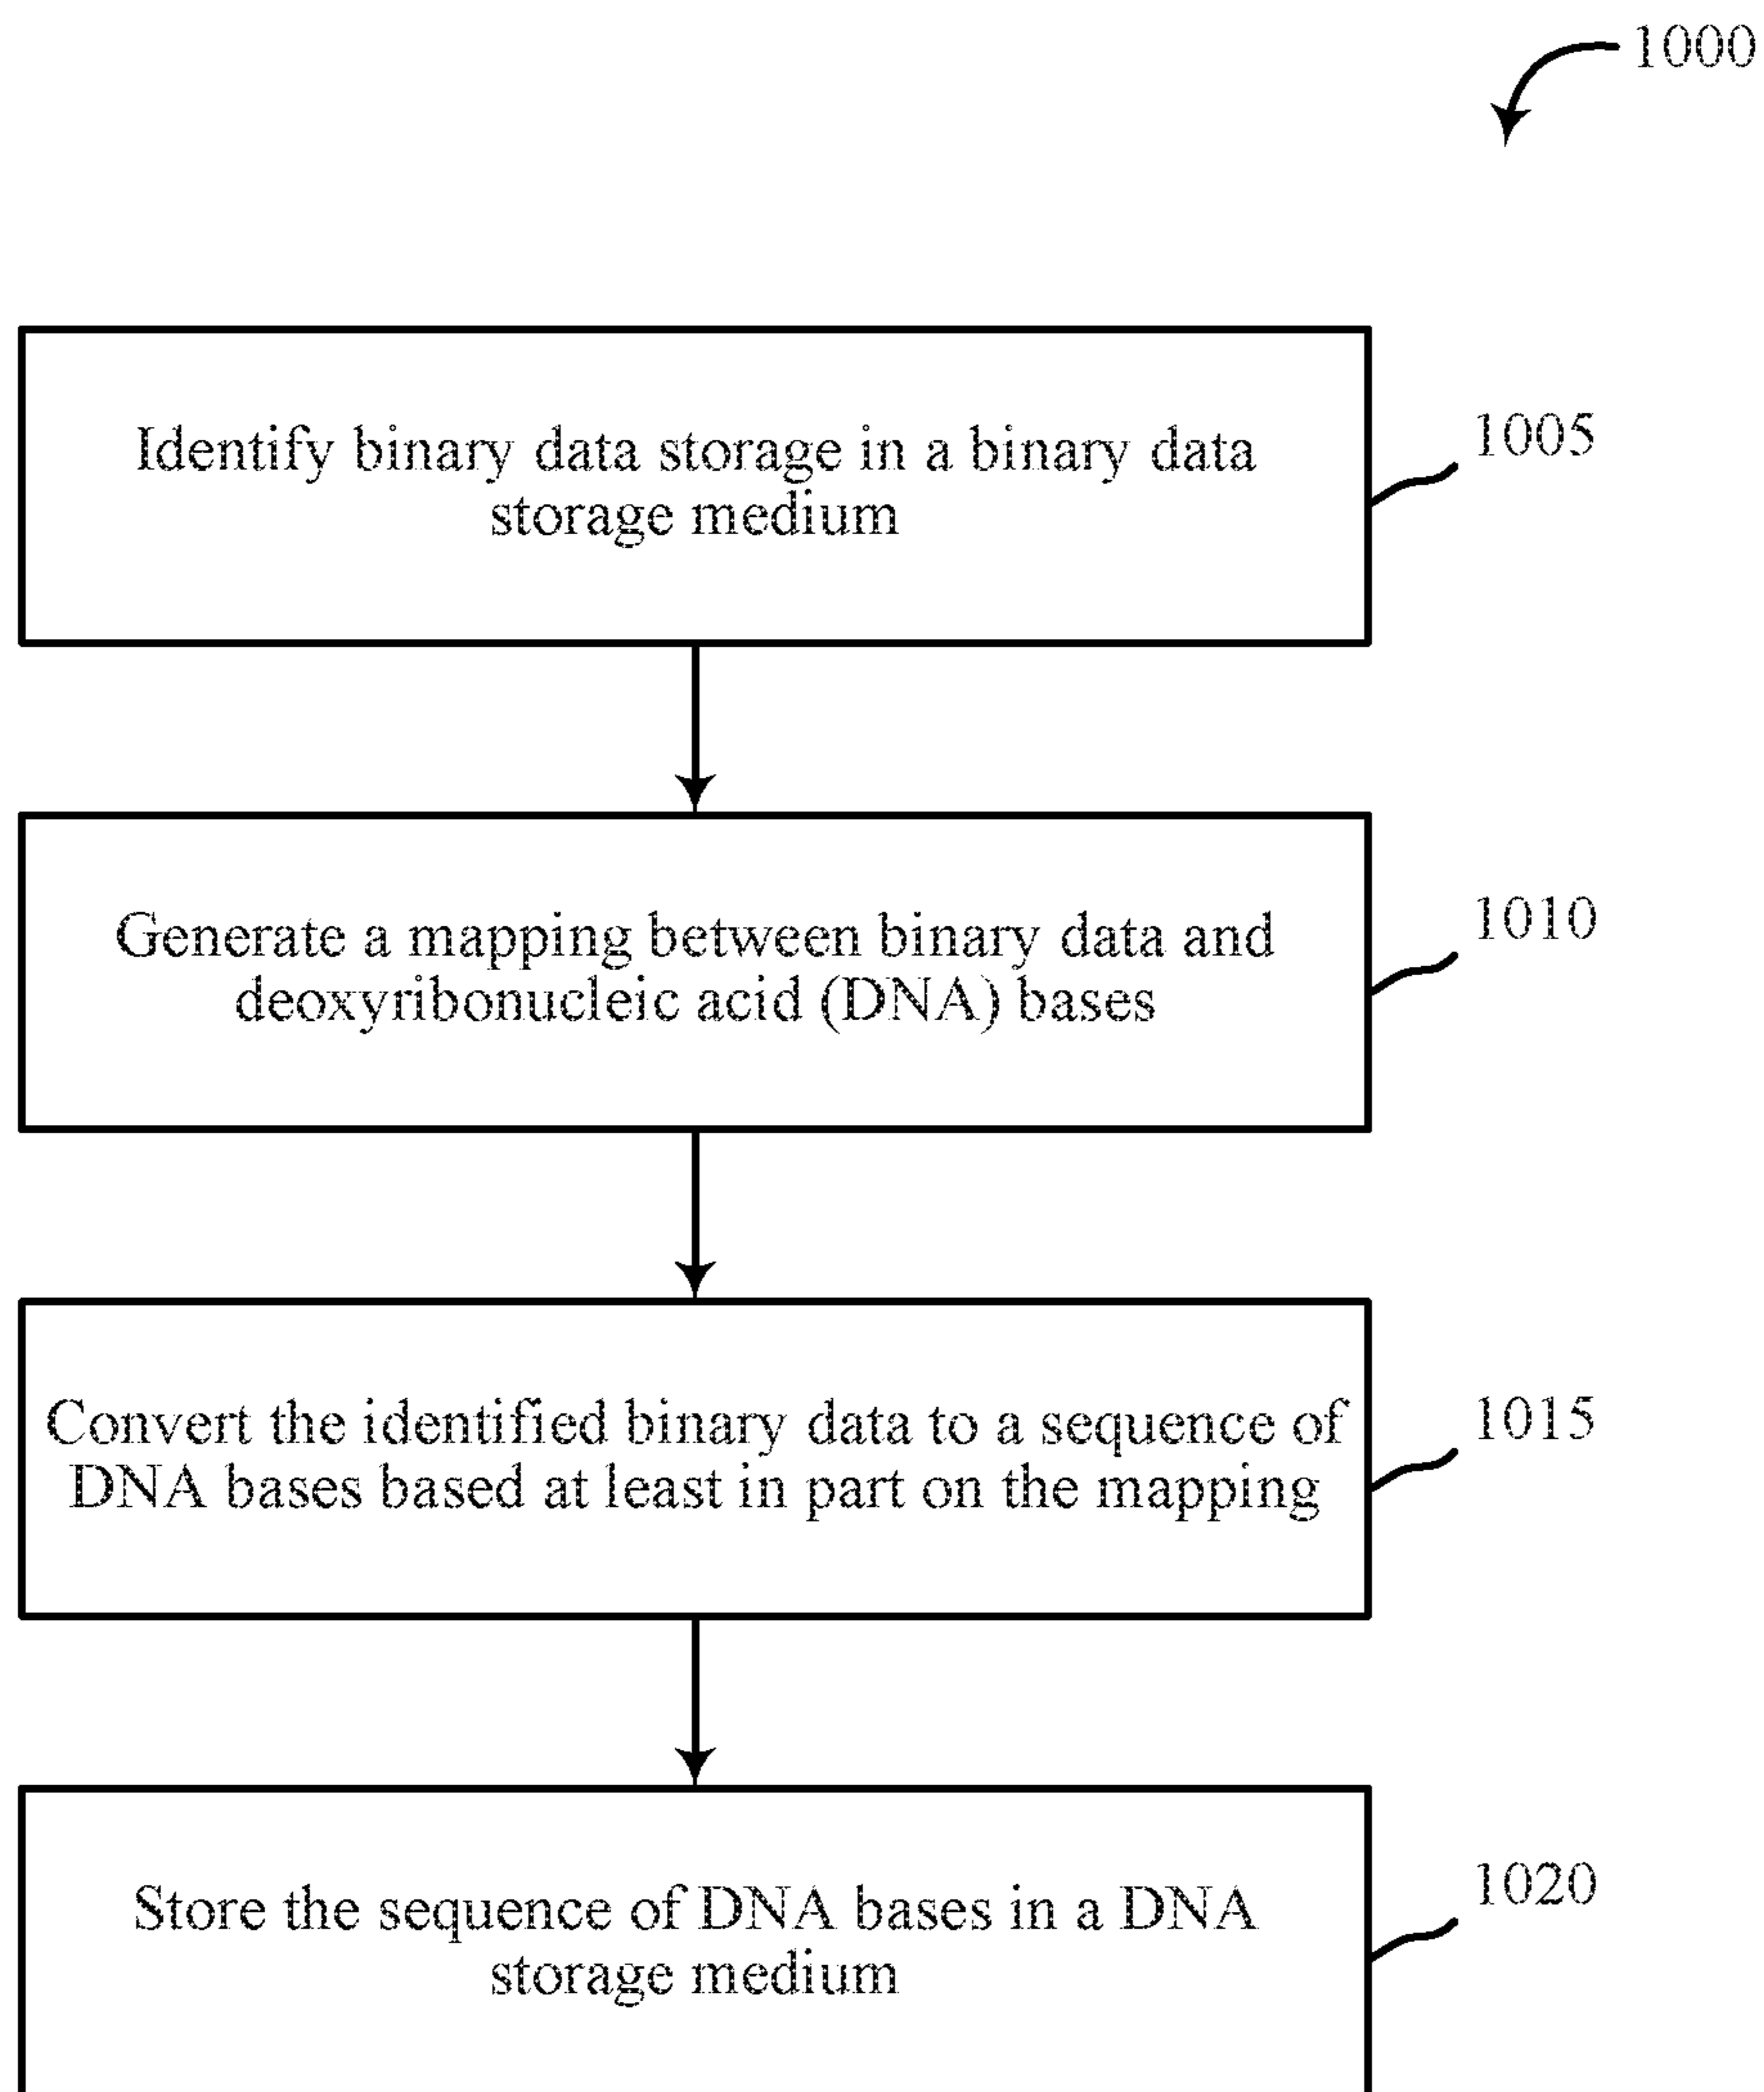 1000
Identify binary data storage in a binary data
storage medium
1005
Generate a mapping between binary data and
deoxyribonucleic acid (DNA) bases
1010
Convert the identified binary data to a sequence of
DNA bases based at least in part on the mapping
1015
Store the sequence of DNA bases in a DNA
storage medium
1020